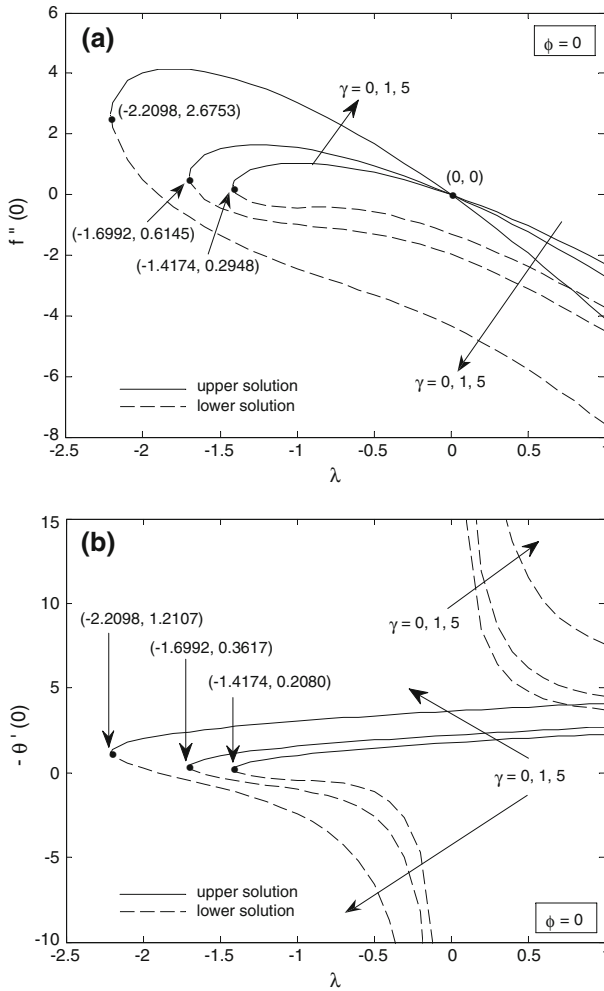 (a)
ϕ = 0
6
4
2
0
-2
-4
-6
-8
f " (0)
γ = 0, 1, 5
(-2.2098, 2.6753)
(0, 0)
(-1.6992, 0.6145)
(-1.4174, 0.2948)
γ = 0, 1, 5
upper solution
lower solution
-2.5 -2 -1.5 -1 -0.5 0 0.5 1
λ
(b)
15
10
5
0
-5
-10
- θ ' (0)
(-2.2098, 1.2107)
(-1.6992, 0.3617)
(-1.4174, 0.2080)
γ = 0, 1, 5
γ = 0, 1, 5
upper solution
lower solution
ϕ = 0
-2.5 -2 -1.5 -1 -0.5 0 0.5 1
λ